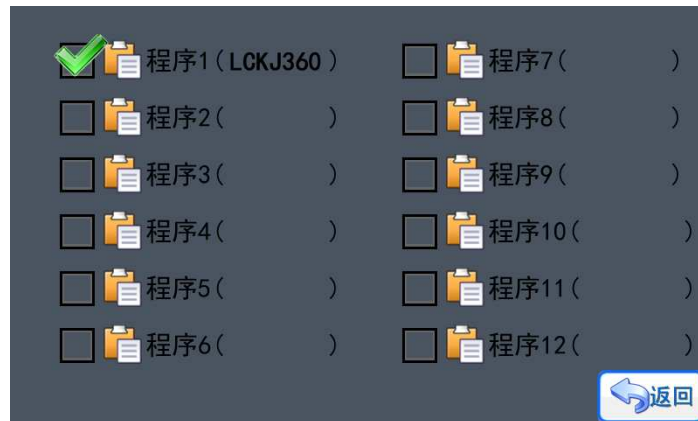 程序1(LCKJ360)
程序2( )
程序3( )
程序4( )
程序5( )
程序6( )
程序7( )
程序8( )
程序9( )
程序10( )
程序11( )
程序12( )
返回